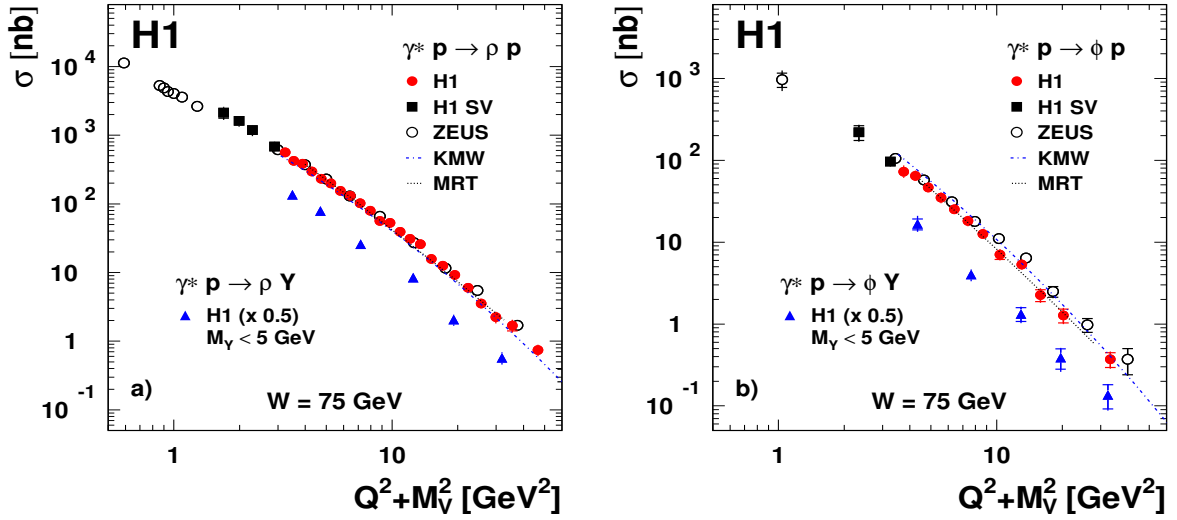 σ [nb]
H1
γ* p → ρ p
H1
H1 SV
ZEUS
KMW
MRT
γ* p → ρ Y
H1 (x 0.5)
M_Y < 5 GeV
a)
W = 75 GeV
10^4
10^3
10^2
10
1
10^-1
1
10
Q^2+M_V^2 [GeV^2]
σ [nb]
H1
γ* p → φ p
H1
H1 SV
ZEUS
KMW
MRT
γ* p → φ Y
H1 (x 0.5)
M_Y < 5 GeV
b)
W = 75 GeV
10^3
10^2
10
1
10^-1
1
10
Q^2+M_V^2 [GeV^2]